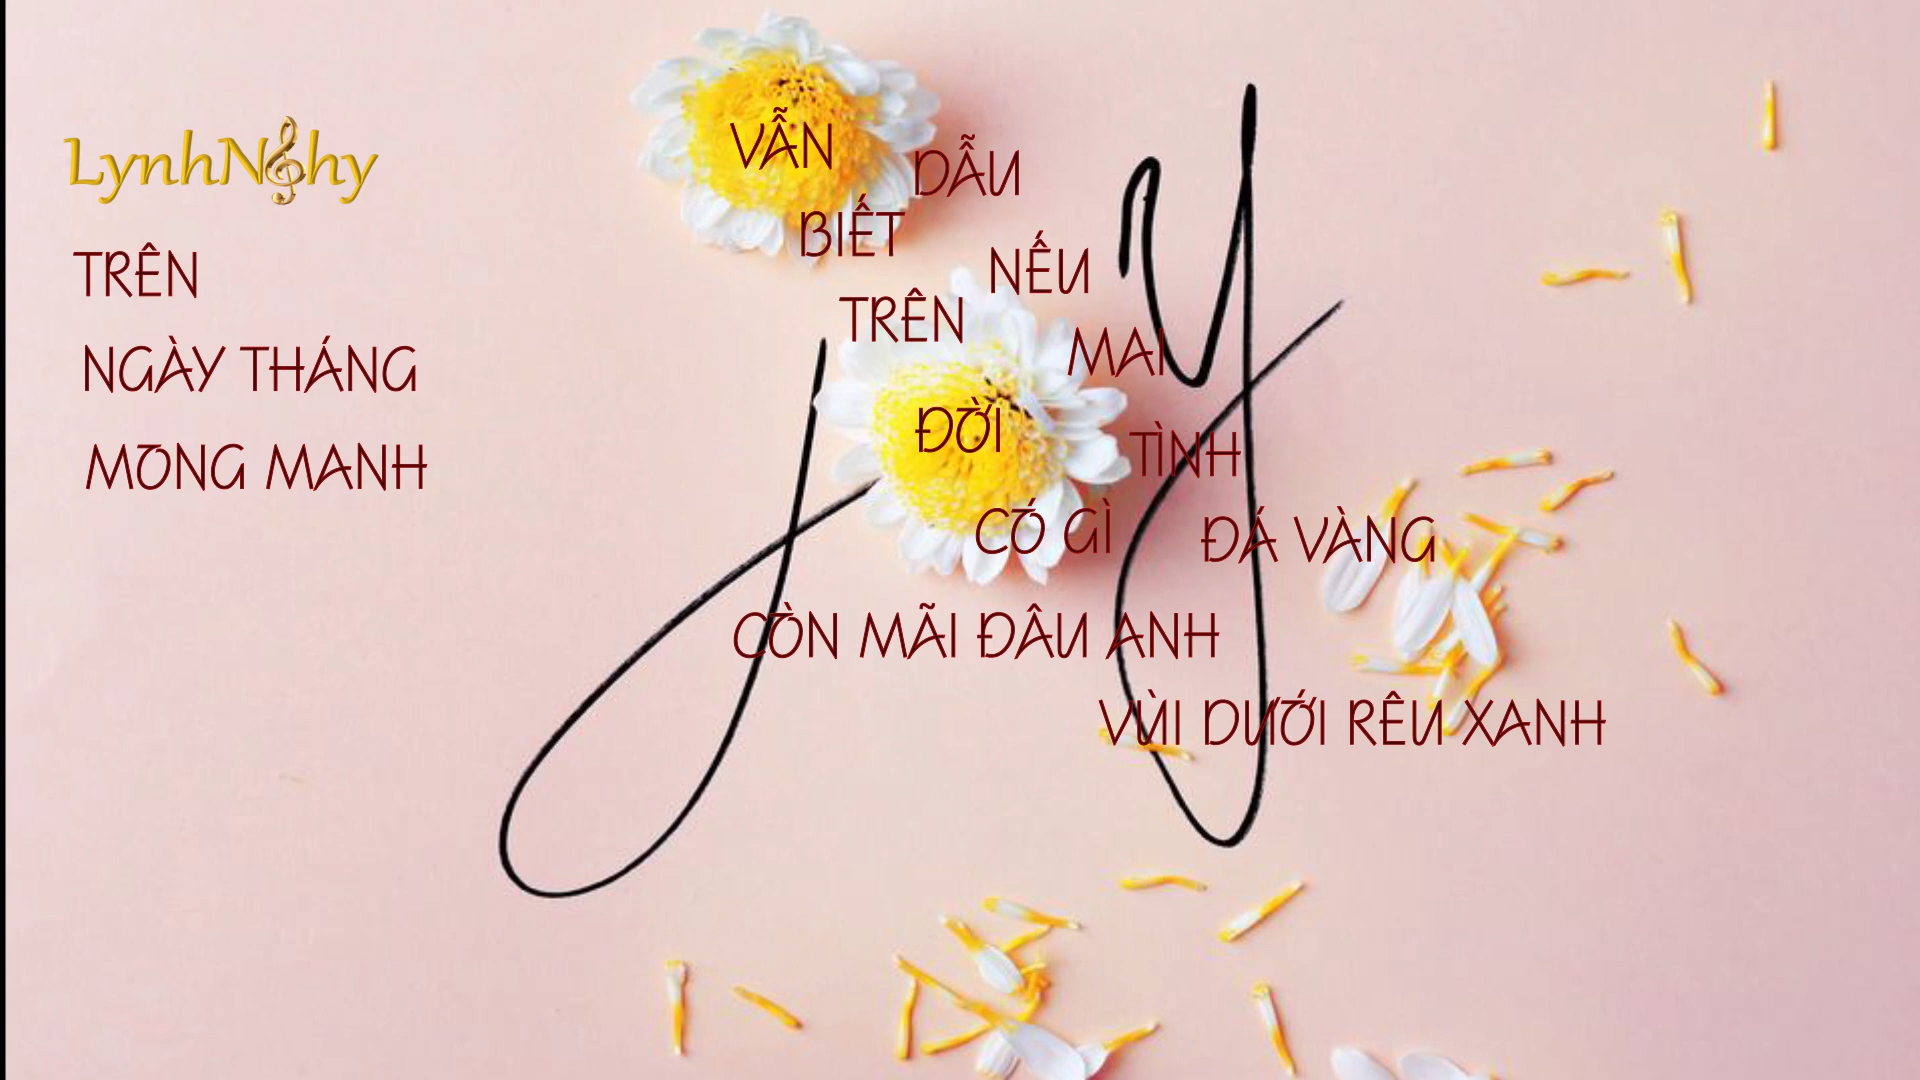 LynhNghy
TRÊN
NGÀY THÁNG
MONG MANH
VẪN
BIẾT
TRÊN
ĐỜI
CÓ GÌ
CÒN MÃI ĐÂU ANH
DẪU
NẾU
MAI
TÌNH
ĐÁ VÀNG
VÙI DƯỚI RÊU XANH
Y